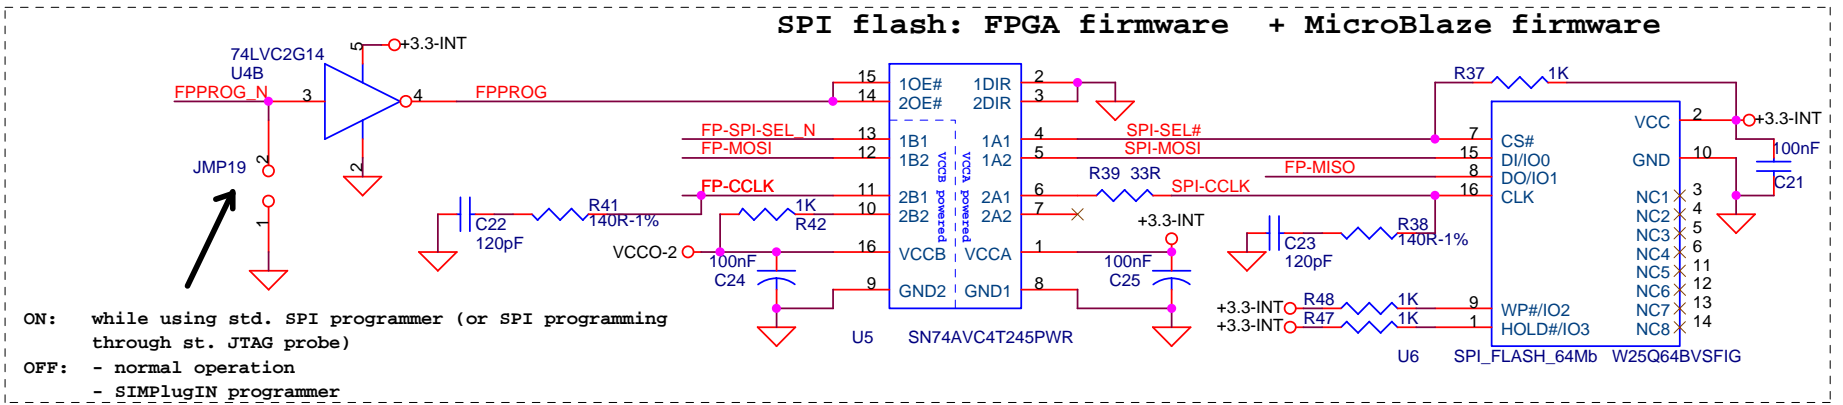 SPI flash: FPGA firmware + MicroBlaze firmware
74LVC2G14
U4B
5
+3.3-INT
FPPROG_N
3
4
FPPROG
2
JMP19
2
1
15
14
13
12
11
10
16
9
1OE#
2OE#
1B1
1B2
2B1
2B2
VCCB
GND2
VCCB powered
VCCA powered
1DIR
2DIR
1A1
1A2
2A1
2A2
VCCA
GND1
2
3
4
5
6
7
1
8
U5
SN74AVC4T245PWR
FP-SPI-SEL_N
FP-MOSI
FP-CCLK
C22
120pF
R41
140R-1%
1K
R42
VCCO-2
100nF
C24
SPI-SEL#
SPI-MOSI
FP-MISO
R39 33R
SPI-CCLK
+3.3-INT
100nF
C25
C23
120pF
R38
140R-1%
R37 1K
+3.3-INT
100nF
C21
+3.3-INT R48 1K
+3.3-INT R47 1K
7
15
8
16
9
1
CS#
DI/IO0
DO/IO1
CLK
WP#/IO2
HOLD#/IO3
VCC
GND
NC1
NC2
NC3
NC4
NC5
NC6
NC7
NC8
2
10
3
4
5
6
11
12
13
14
U6
SPI_FLASH_64Mb W25Q64BVSFIG
ON: while using std. SPI programmer (or SPI programming
through st. JTAG probe)
OFF: - normal operation
- SIMPlugIN programmer